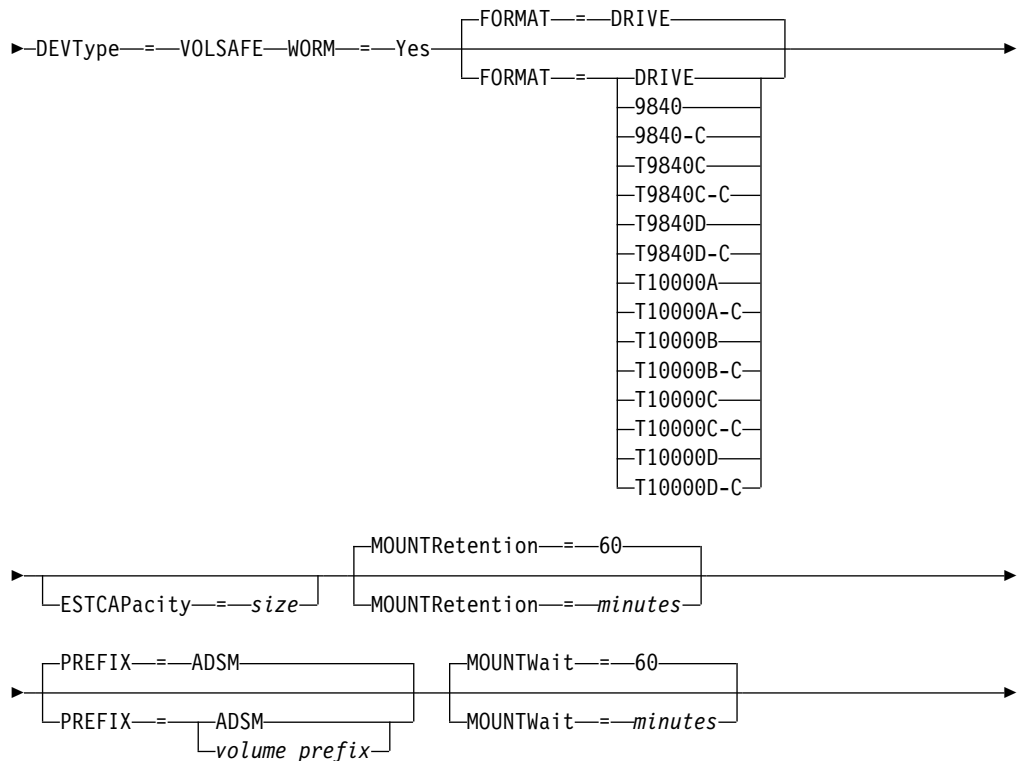 FORMAT = DRIVE
DEVType = VOLSAFE WORM = Yes
FORMAT = DRIVE
9840
9840-C
T9840C
T9840C-C
T9840D
T9840D-C
T10000A
T10000A-C
T10000B
T10000B-C
T10000C
T10000C-C
T10000D
T10000D-C
MOUNTRetention = 60
ESTCAPacity = size MOUNTRetention = minutes
PREFIX = ADSM MOUNTWait = 60
PREFIX = ADSM MOUNTWait = minutes
volume prefix